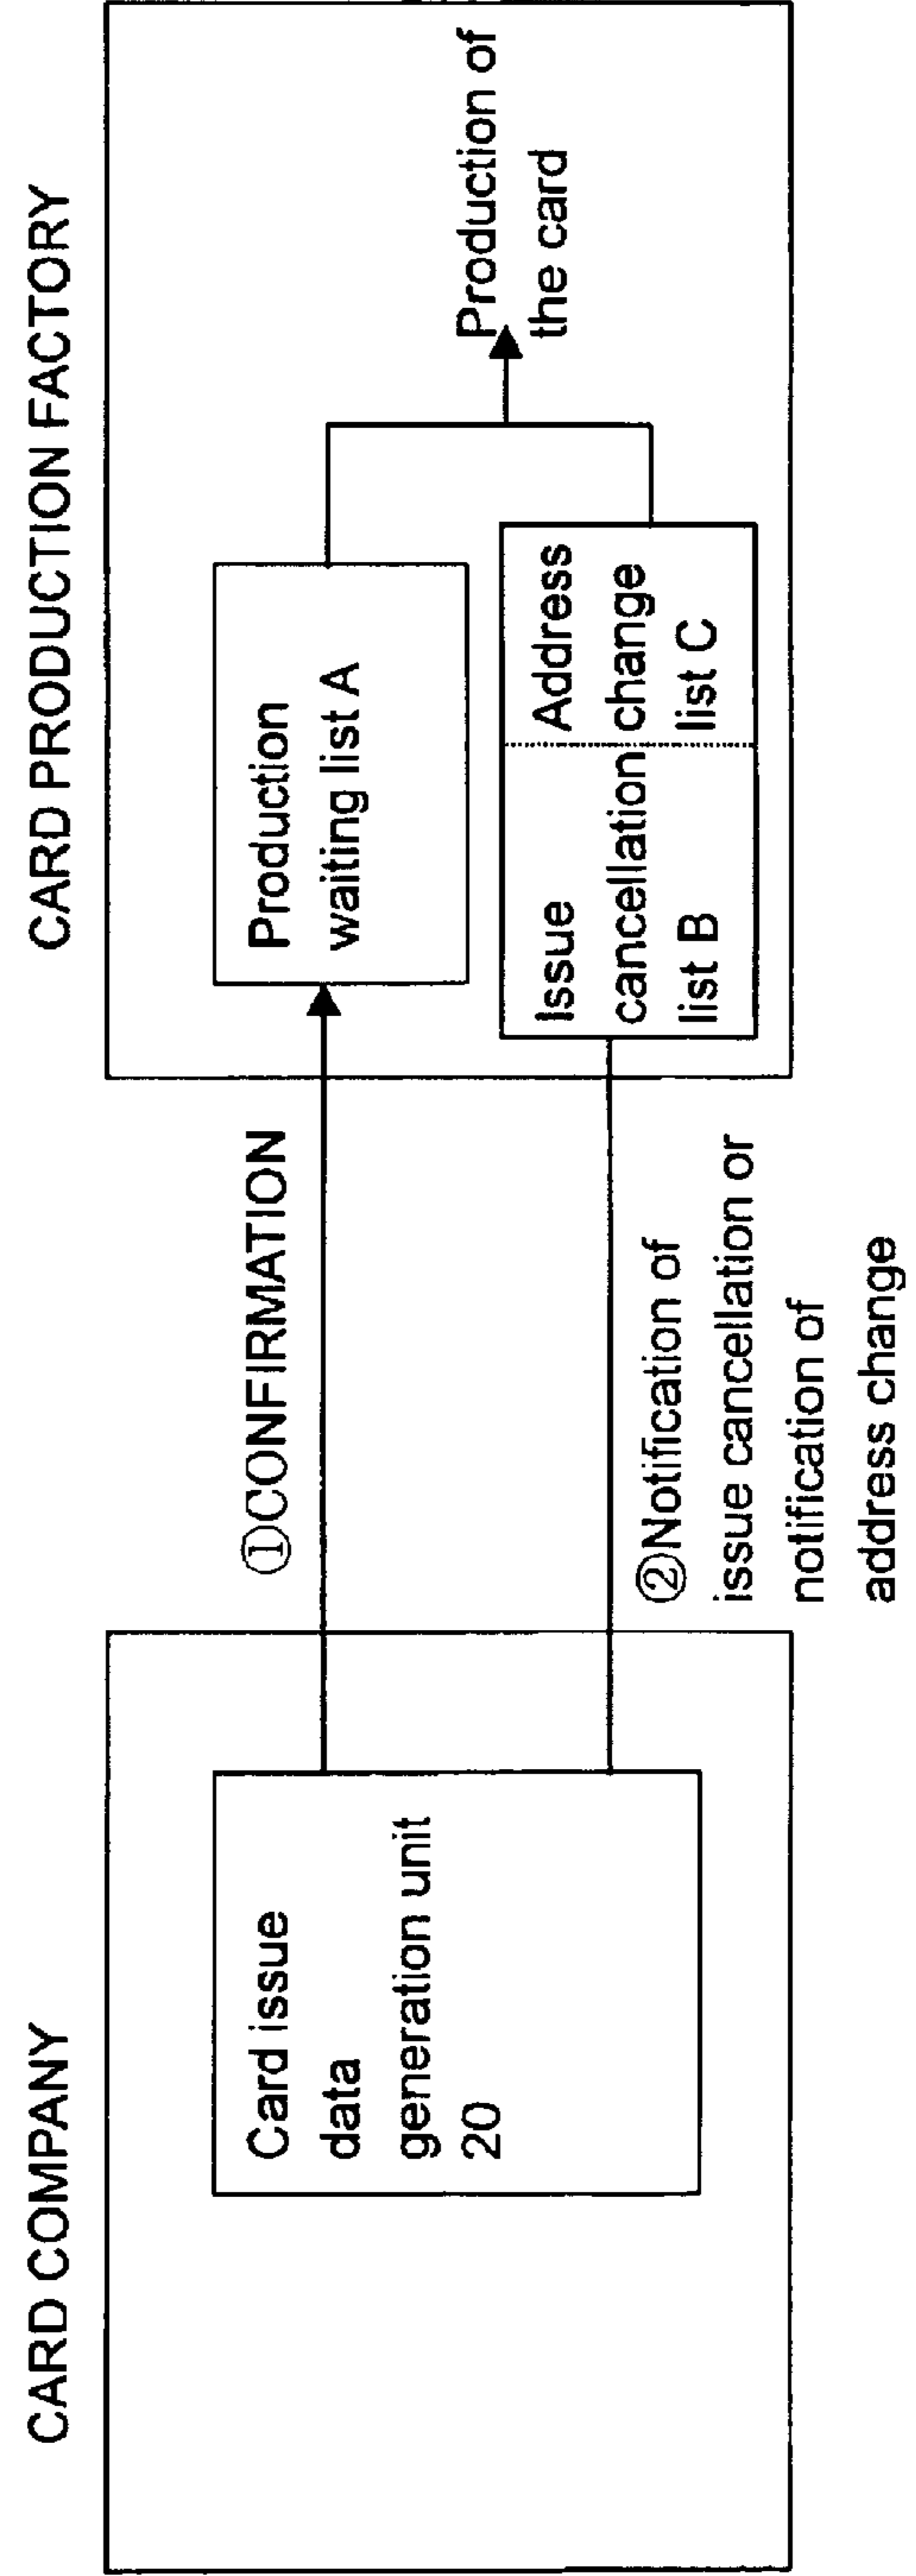 CARD COMPANY
Card issue
data
generation unit
20
①CONFIRMATION
②Notification of
issue cancellation or
notification of
address change
CARD PRODUCTION FACTORY
Production
waiting list A
Issue
cancellation
list B
Address
change
list C
Production of
the card